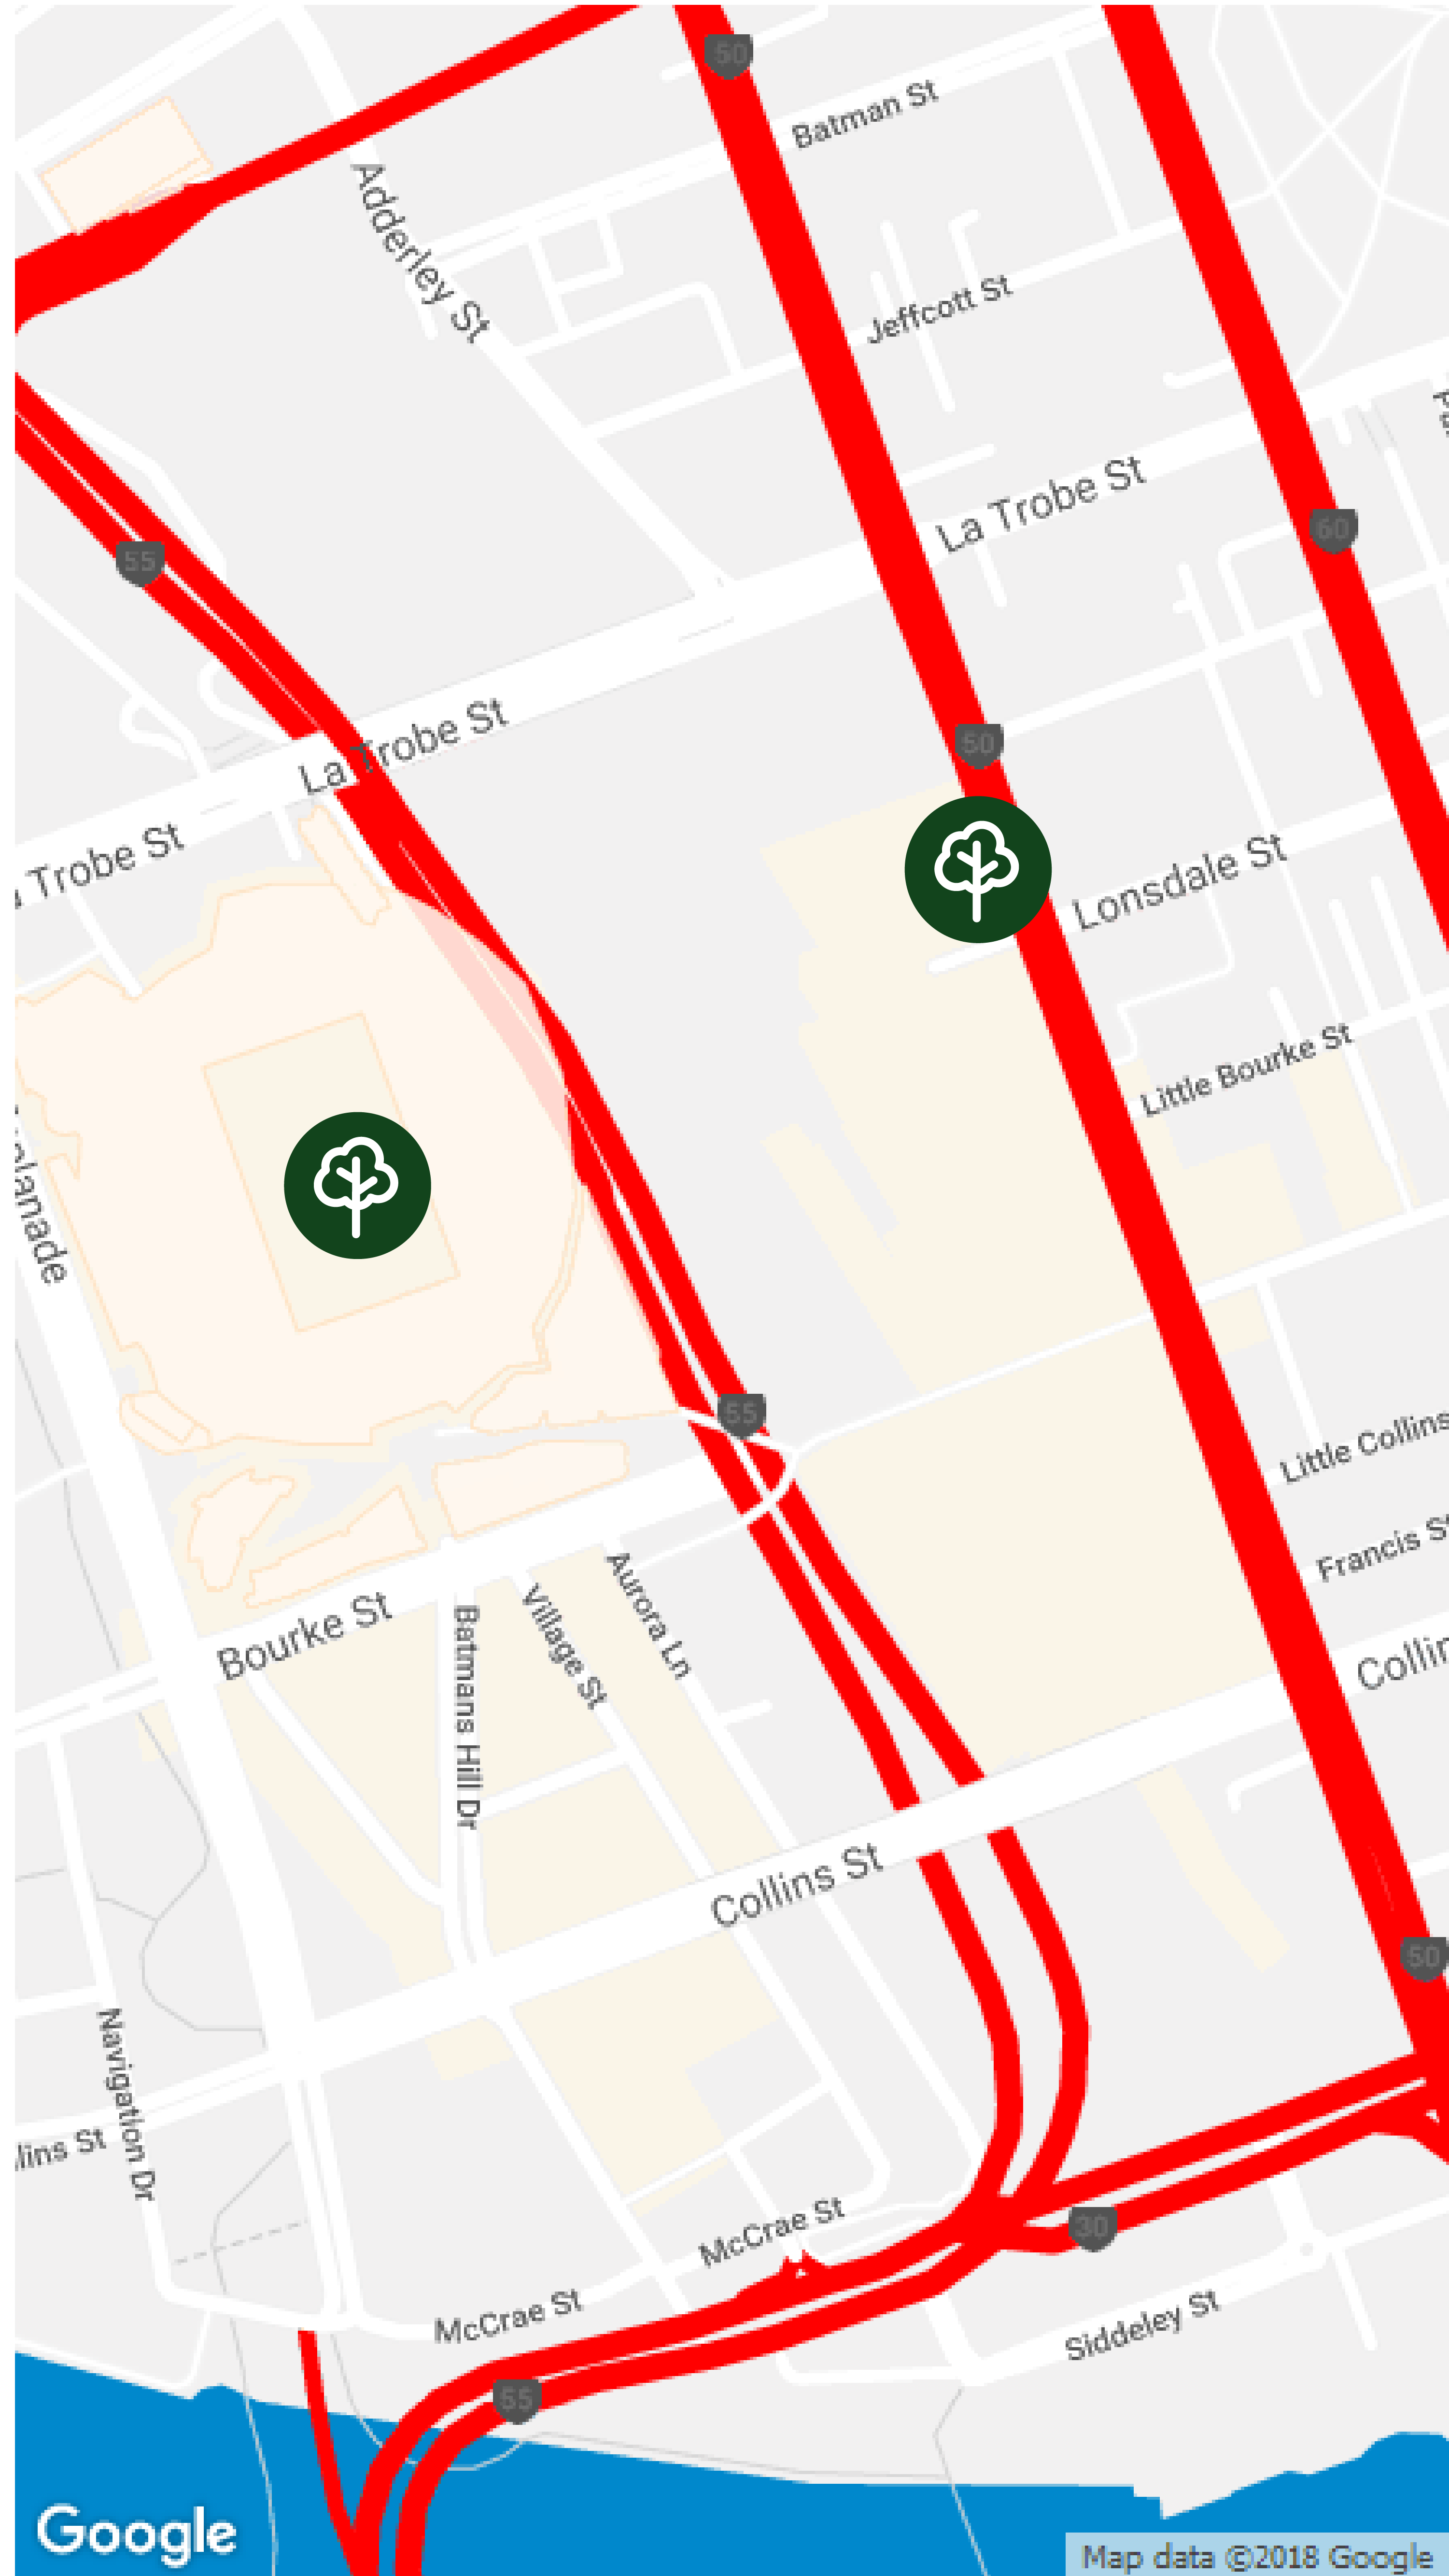 50
Batman St
Adderley St
Jeffcott St
La Trobe St
60
55
La Trobe St
50
Trobe St
Lonsdale St
Little Bourke St
55
Little Collins
Francis
Bourke St
Batmans Hill Dr
Village St
Aurora Ln
Collins St
50
Navigation Dr
St
McCrae St
30
McCrae St
Siddeley St
55
Google
Map data ©2018 Google